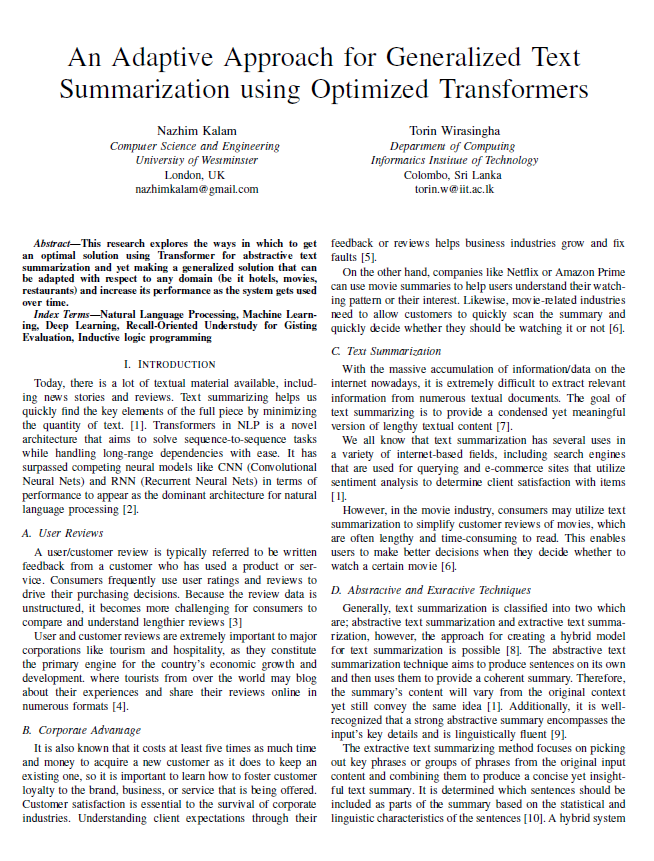 An Adaptive Approach for Generalized Text
Summarization using Optimized Transformers
Nazhim Kalam
Computer Science and Engineering
University of Westminster
London, UK
nazhimkalam@gmail.com
Torin Wirasingha
Department of Computing
Informatics Institute of Technology
Colombo, Sri Lanka
torin.w@iit.ac.lk
Abstract—This research explores the ways in which to get
an optimal solution using Transformer for abstractive text
summarization and yet making a generalized solution that can
be adapted with respect to any domain (be it hotels, movies,
restaurants) and increase its performance as the system gets used
over time.
Index Terms—Natural Language Processing, Machine Learn-
ing, Deep Learning, Recall-Oriented Understudy for Gisting
Evaluation, Inductive logic programming
I. INTRODUCTION
Today, there is a lot of textual material available, includ-
ing news stories and reviews. Text summarizing helps us
quickly find the key elements of the full piece by minimizing
the quantity of text. [1]. Transformers in NLP is a novel
architecture that aims to solve sequence-to-sequence tasks
while handling long-range dependencies with ease. It has
surpassed competing neural models like CNN (Convolutional
Neural Nets) and RNN (Recurrent Neural Nets) in terms of
performance to appear as the dominant architecture for natural
language processing [2].
A. User Reviews
A user/customer review is typically referred to be written
feedback from a customer who has used a product or ser-
vice. Consumers frequently use user ratings and reviews to
drive their purchasing decisions. Because the review data is
unstructured, it becomes more challenging for consumers to
compare and understand lengthier reviews [3]
User and customer reviews are extremely important to major
corporations like tourism and hospitality, as they constitute
the primary engine for the country's economic growth and
development. where tourists from over the world may blog
about their experiences and share their reviews online in
numerous formats [4].
B. Corporate Advantage
It is also known that it costs at least five times as much time
and money to acquire a new customer as it does to keep an
existing one, so it is important to learn how to foster customer
loyalty to the brand, business, or service that is being offered.
Customer satisfaction is essential to the survival of corporate
industries. Understanding client expectations through their
feedback or reviews helps business industries grow and fix
faults [5].
On the other hand, companies like Netflix or Amazon Prime
can use movie summaries to help users understand their watch-
ing pattern or their interest. Likewise, movie-related industries
need to allow customers to quickly scan the summary and
quickly decide whether they should be watching it or not [6].
C. Text Summarization
With the massive accumulation of information/data on the
internet nowadays, it is extremely difficult to extract relevant
information from numerous textual documents. The goal of
text summarizing is to provide a condensed yet meaningful
version of lengthy textual content [7].
We all know that text summarization has several uses in
a variety of internet-based fields, including search engines
that are used for querying and e-commerce sites that utilize
sentiment analysis to determine client satisfaction with items
[1].
However, in the movie industry, consumers may utilize text
summarization to simplify customer reviews of movies, which
are often lengthy and time-consuming to read. This enables
users to make better decisions when they decide whether to
watch a certain movie [6].
D. Abstractive and Extractive Techniques
Generally, text summarization is classified into two which
are; abstractive text summarization and extractive text summa-
rization, however, the approach for creating a hybrid model
for text summarization is possible [8]. The abstractive text
summarization technique aims to produce sentences on its own
and then uses them to provide a coherent summary. Therefore,
the summary's content will vary from the original context
yet still convey the same idea [1]. Additionally, it is well-
recognized that a strong abstractive summary encompasses the
input's key details and is linguistically fluent [9].
The extractive text summarizing method focuses on picking
out key phrases or groups of phrases from the original input
content and combining them to produce a concise yet insight-
ful text summary. It is determined which sentences should be
included as parts of the summary based on the statistical and
linguistic characteristics of the sentences [10]. A hybrid system